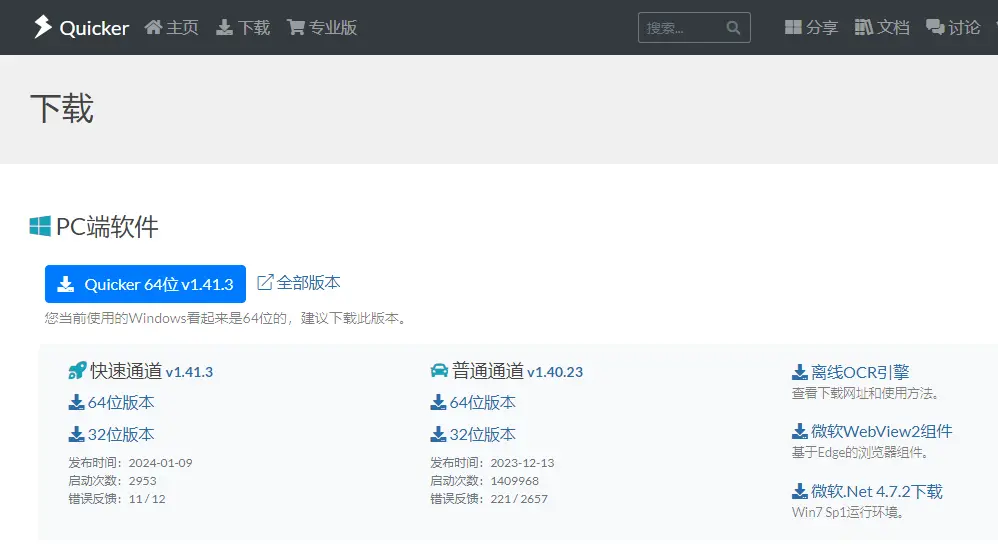 Quicker 主页 下载 专业版 搜索... 分享 文档 讨论
下载
PC端软件
Quicker 64位 v1.41.3 全部版本
您当前使用的Windows看起来是64位的，建议下载此版本。
快速通道 v1.41.3
64位版本
32位版本
发布时间：2024-01-09
启动次数：2953
错误反馈：11 / 12
普通通道 v1.40.23
64位版本
32位版本
发布时间：2023-12-13
启动次数：1409968
错误反馈：221 / 2657
离线OCR引擎
查看下载网址和使用方法。
微软WebView2组件
基于Edge的浏览器组件。
微软.Net 4.7.2下载
Win7 Sp1运行环境。